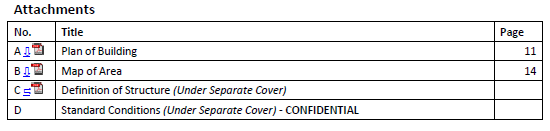 Attachments
No. Title Page
A Plan of Building 11
B Map of Area 14
C Definition of Structure (Under Separate Cover)
D Standard Conditions (Under Separate Cover) - CONFIDENTIAL